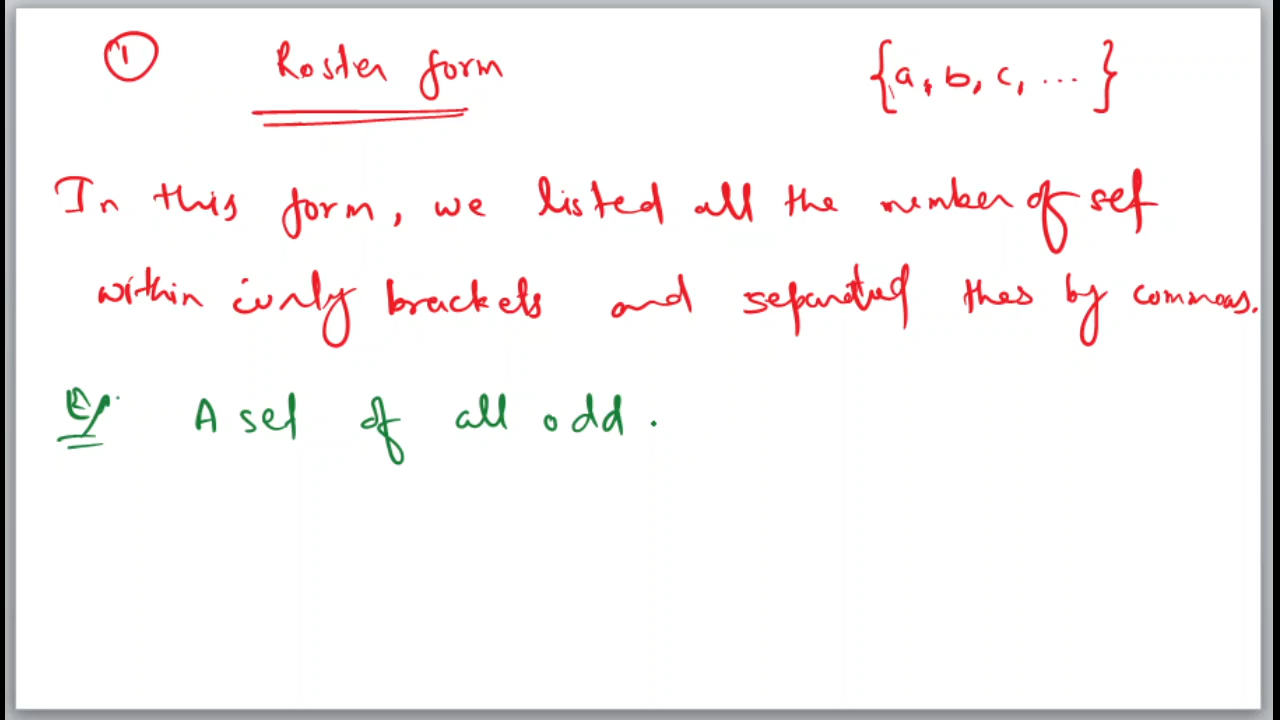 ① Roster form {a, b, c, ... }
In this form, we listed all the number of set
within curly brackets and separated thes by commas.
Ex. A set of all odd.